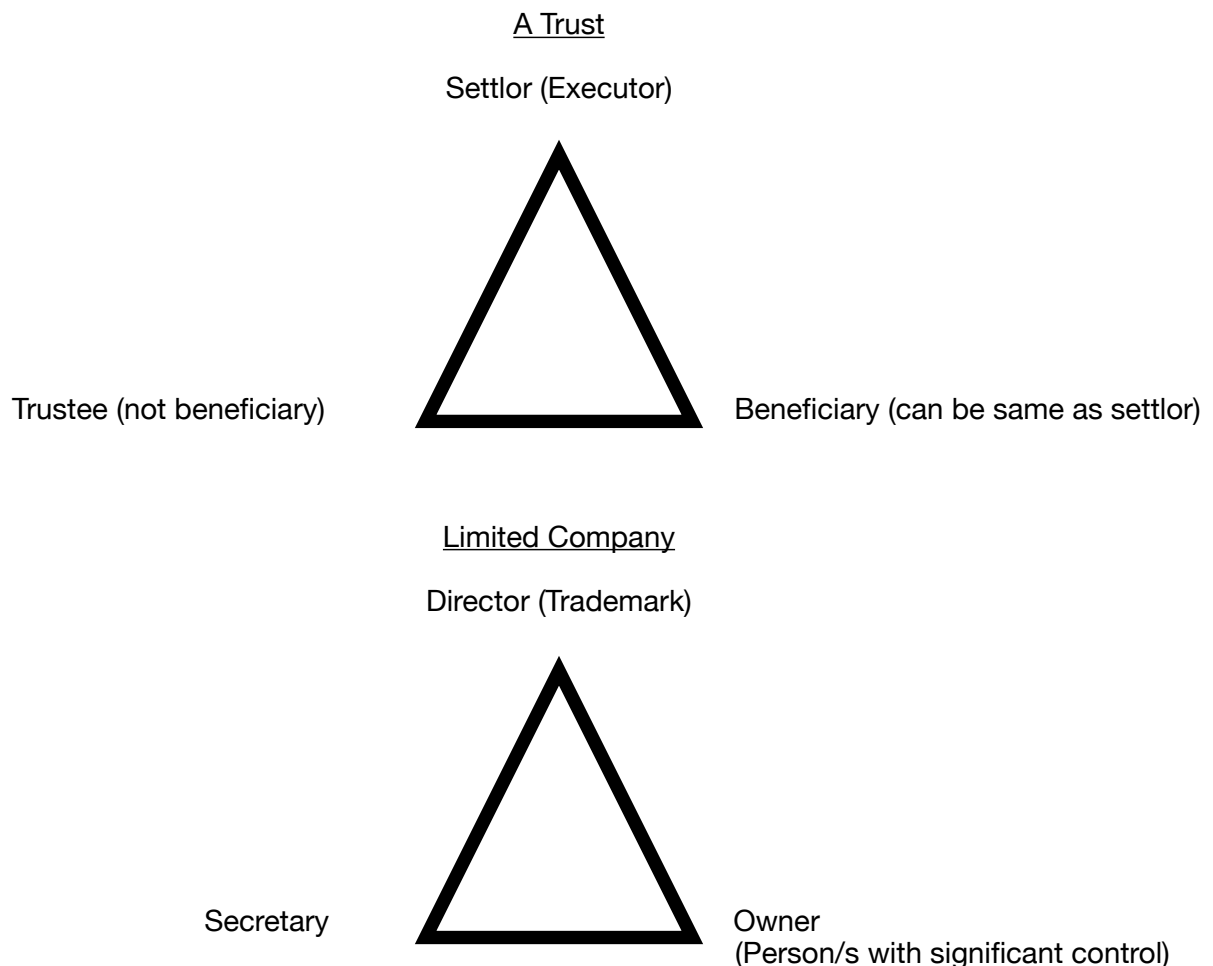 A Trust
Settlor (Executor)
Trustee (not beneficiary)
Beneficiary (can be same as settlor)
Limited Company
Director (Trademark)
Secretary
Owner
(Person/s with significant control)